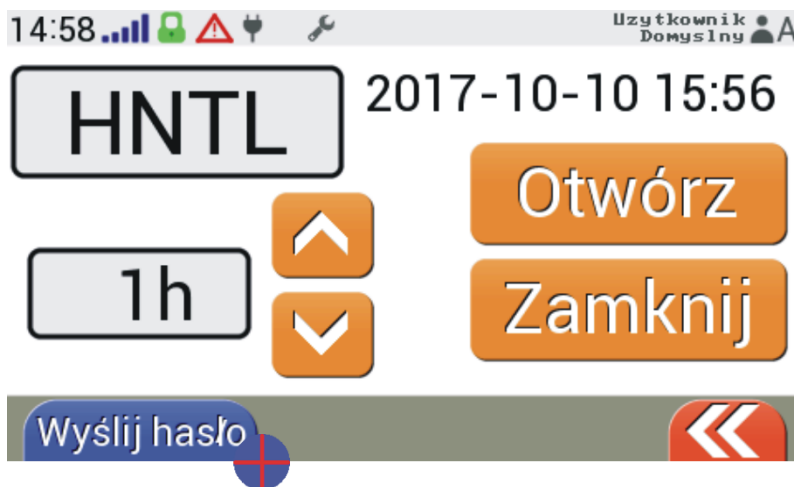 14:58
Uzytkownik
Domyslny
A
HNTL
2017-10-10 15:56
Otwórz
1h
Zamknij
Wyślij hasło